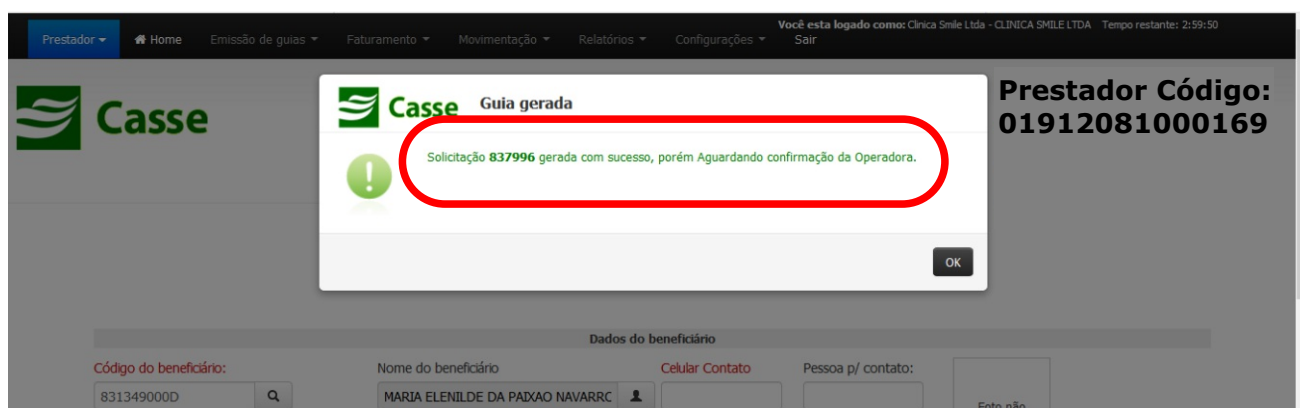 Você esta logado como: Clinica Smile Ltda - CLINICA SMILE LTDA Tempo restante: 2:59:50
Prestador Home Emissão de guias Faturamento Movimentação Relatórios Configurações Sair
Casse
Casse Guia gerada
Prestador Código:
01912081000169
Solicitação 837996 gerada com sucesso, porém Aguardando confirmação da Operadora.
OK
Dados do beneficiário
Código do beneficiário: Nome do beneficiário Celular Contato Pessoa p/ contato:
831349000D MARIA ELENILDE DA PAIXAO NAVARRC
Foto não